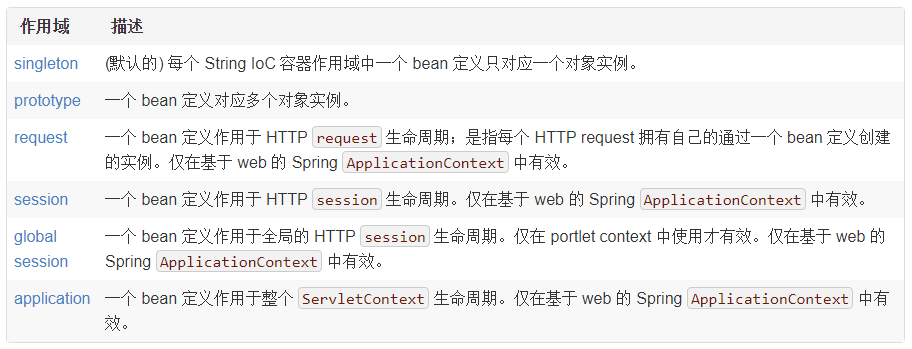 作用域 描述
singleton (默认的) 每个 String IoC 容器作用域中一个 bean 定义只对应一个对象实例。
prototype 一个 bean 定义对应多个对象实例。
request 一个 bean 定义作用于 HTTP request 生命周期；是指每个 HTTP request 拥有自己的通过一个 bean 定义创建
的实例。仅在基于 web 的 Spring ApplicationContext 中有效。
session 一个 bean 定义作用于 HTTP session 生命周期。仅在基于 web 的 Spring ApplicationContext 中有效。
global 一个 bean 定义作用于全局的 HTTP session 生命周期。仅在 portlet context 中使用才有效。仅在基于 web 的
session Spring ApplicationContext 中有效。
application 一个 bean 定义作用于整个 ServletContext 生命周期。仅在基于 web 的 Spring ApplicationContext 中有
效。